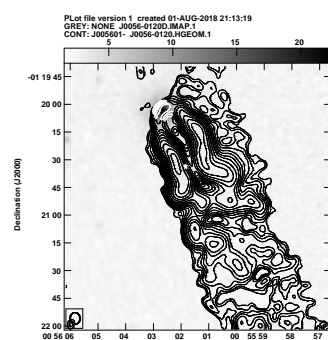 PLot file version 1 created 01-AUG-2018 21:13:19
GREY: NONE J0056-0120D.IMAP.1
CONT: J005601- J0056-0120.HGEOM.1
5 10 20
-01 19 45
20 00
15
30
45
21 00
15
30
45
22 00
Declination (J2000)
00 56 06 05 04 03 02 01 00 55 59 58 57